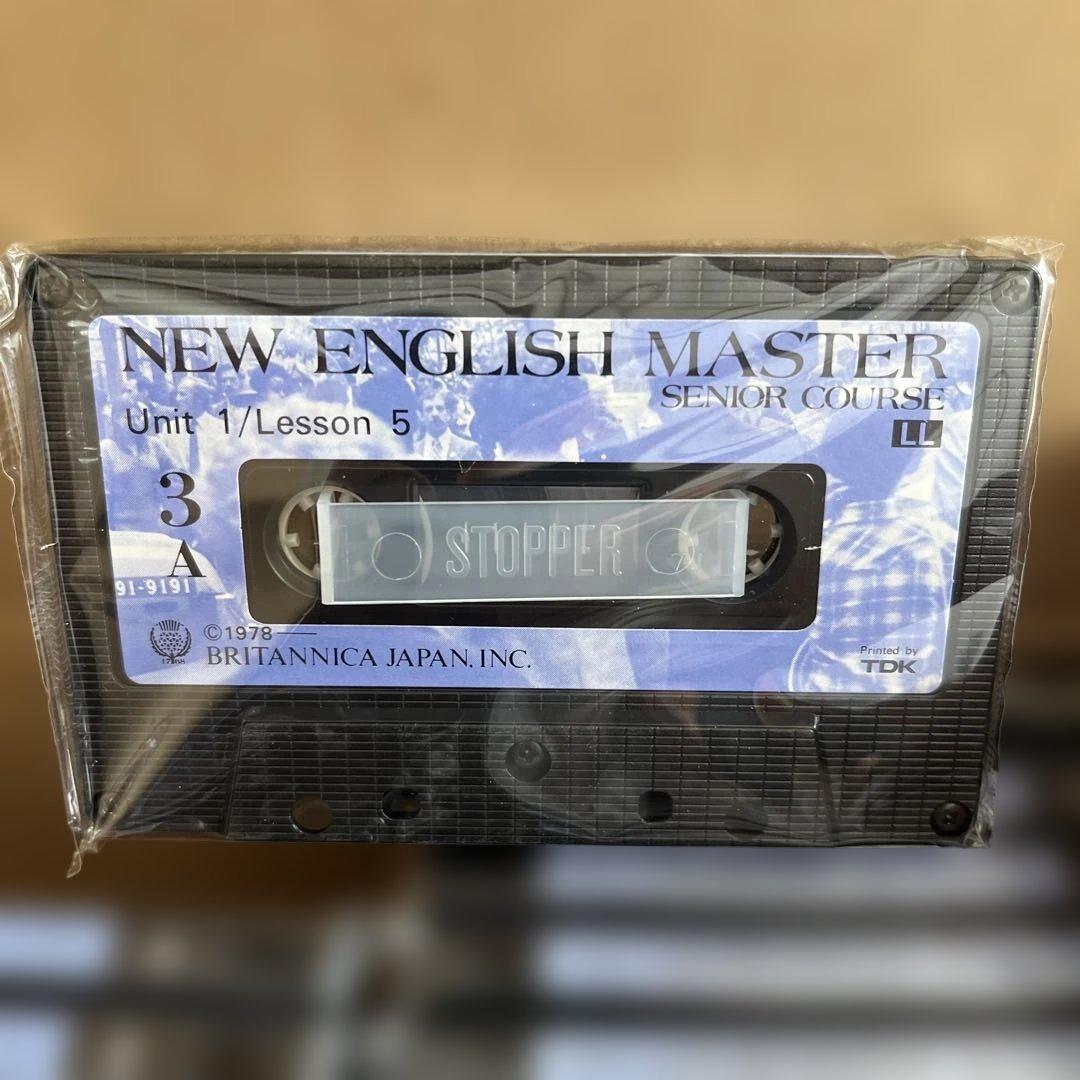 NEW ENGLISH MASTER
SENIOR COURSE
Unit 1/Lesson 5
LL
3
A
STOPPER
91-9191
1768
©1978—
BRITANNICA JAPAN, INC.
Printed by
TDK